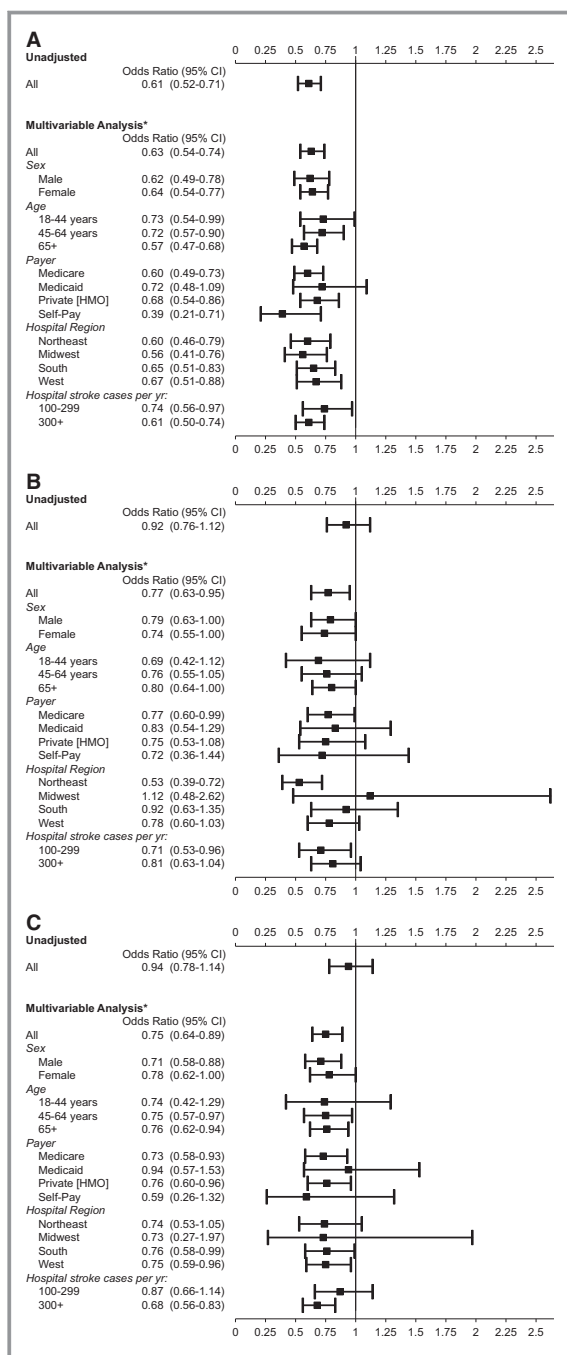 A
0 0.25 0.5 0.75 1 1.25 1.5 1.75 2 2.25 2.5
Unadjusted
Odds Ratio (95% CI)
All 0.61 (0.52-0.71)
Multivariable Analysis*
Odds Ratio (95% CI)
All 0.63 (0.54-0.74)
Sex
Male 0.62 (0.49-0.78)
Female 0.64 (0.54-0.77)
Age
18-44 years 0.73 (0.54-0.99)
45-64 years 0.72 (0.57-0.90)
65+ 0.57 (0.47-0.68)
Payer
Medicare 0.60 (0.49-0.73)
Medicaid 0.72 (0.48-1.09)
Private [HMO] 0.68 (0.54-0.86)
Self-Pay 0.39 (0.21-0.71)
Hospital Region
Northeast 0.60 (0.46-0.79)
Midwest 0.56 (0.41-0.76)
South 0.65 (0.51-0.83)
West 0.67 (0.51-0.88)
Hospital stroke cases per yr:
100-299 0.74 (0.56-0.97)
300+ 0.61 (0.50-0.74)
0 0.25 0.5 0.75 1 1.25 1.5 1.75 2 2.25 2.5
B
0 0.25 0.5 0.75 1 1.25 1.5 1.75 2 2.25 2.5
Unadjusted
Odds Ratio (95% CI)
All 0.92 (0.76-1.12)
Multivariable Analysis*
Odds Ratio (95% CI)
All 0.77 (0.63-0.95)
Sex
Male 0.79 (0.63-1.00)
Female 0.74 (0.55-1.00)
Age
18-44 years 0.69 (0.42-1.12)
45-64 years 0.76 (0.55-1.05)
65+ 0.80 (0.64-1.00)
Payer
Medicare 0.77 (0.60-0.99)
Medicaid 0.83 (0.54-1.29)
Private [HMO] 0.75 (0.53-1.08)
Self-Pay 0.72 (0.36-1.44)
Hospital Region
Northeast 0.53 (0.39-0.72)
Midwest 1.12 (0.48-2.62)
South 0.92 (0.63-1.35)
West 0.78 (0.60-1.03)
Hospital stroke cases per yr:
100-299 0.71 (0.53-0.96)
300+ 0.81 (0.63-1.04)
0 0.25 0.5 0.75 1 1.25 1.5 1.75 2 2.25 2.5
C
0 0.25 0.5 0.75 1 1.25 1.5 1.75 2 2.25 2.5
Unadjusted
Odds Ratio (95% CI)
All 0.94 (0.78-1.14)
Multivariable Analysis*
Odds Ratio (95% CI)
All 0.75 (0.64-0.89)
Sex
Male 0.71 (0.58-0.88)
Female 0.78 (0.62-1.00)
Age
18-44 years 0.74 (0.42-1.29)
45-64 years 0.75 (0.57-0.97)
65+ 0.76 (0.62-0.94)
Payer
Medicare 0.73 (0.58-0.93)
Medicaid 0.94 (0.57-1.53)
Private [HMO] 0.76 (0.60-0.96)
Self-Pay 0.59 (0.26-1.32)
Hospital Region
Northeast 0.74 (0.53-1.05)
Midwest 0.73 (0.27-1.97)
South 0.76 (0.58-0.99)
West 0.75 (0.59-0.96)
Hospital stroke cases per yr:
100-299 0.87 (0.66-1.14)
300+ 0.68 (0.56-0.83)
0 0.25 0.5 0.75 1 1.25 1.5 1.75 2 2.25 2.5